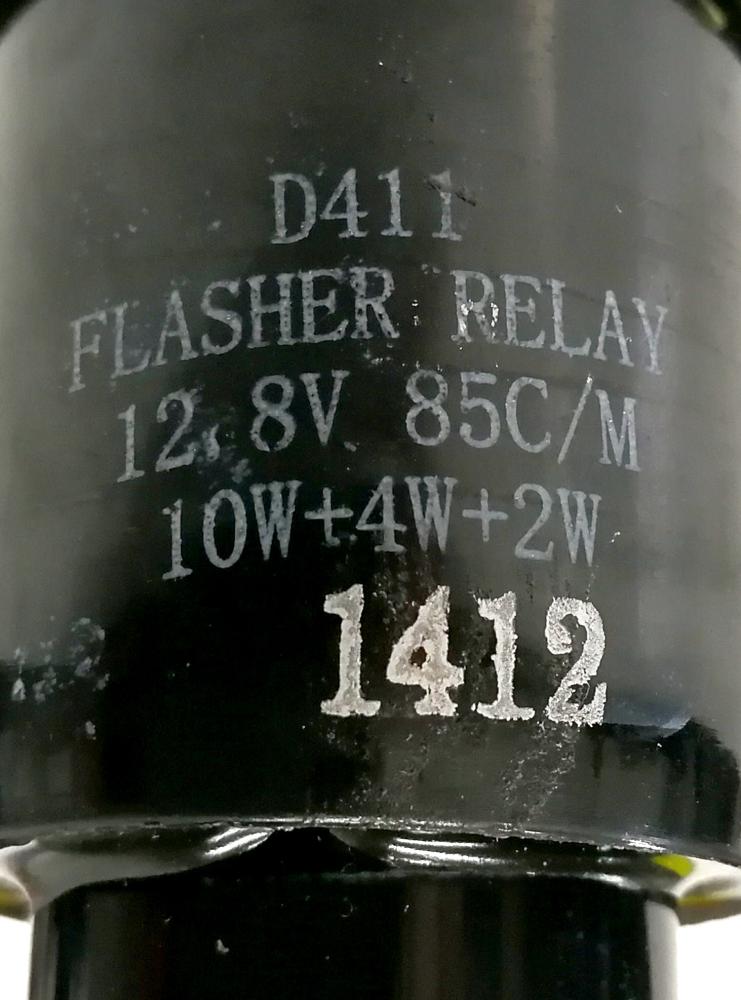 D411
FLASHER RELAY
12.8V 85C/M
10W+4W+2W
1412